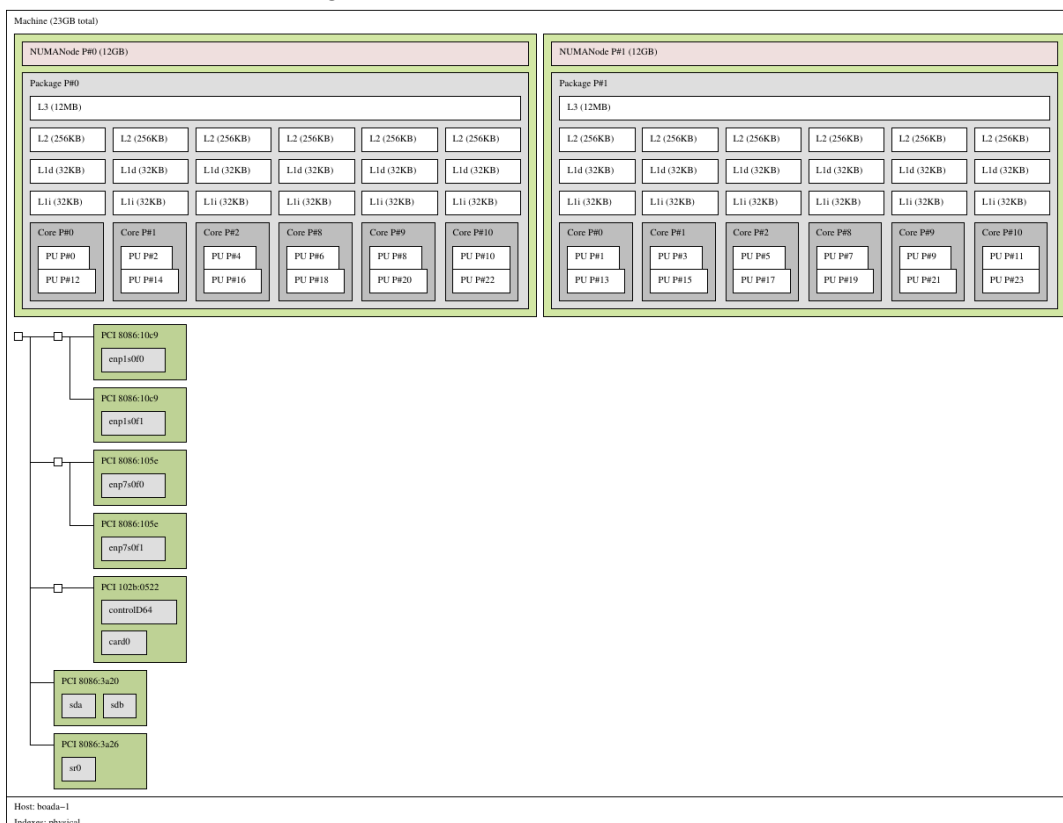 Machine (23GB total)
NUMANode P#0 (12GB)
Package P#0
L3 (12MB)
L2 (256KB) L2 (256KB) L2 (256KB) L2 (256KB) L2 (256KB) L2 (256KB)
L1d (32KB) L1d (32KB) L1d (32KB) L1d (32KB) L1d (32KB) L1d (32KB)
L1i (32KB) L1i (32KB) L1i (32KB) L1i (32KB) L1i (32KB) L1i (32KB)
Core P#0 Core P#1 Core P#2 Core P#8 Core P#9 Core P#10
PU P#0 PU P#2 PU P#4 PU P#6 PU P#8 PU P#10
PU P#12 PU P#14 PU P#16 PU P#18 PU P#20 PU P#22
NUMANode P#1 (12GB)
Package P#1
L3 (12MB)
L2 (256KB) L2 (256KB) L2 (256KB) L2 (256KB) L2 (256KB) L2 (256KB)
L1d (32KB) L1d (32KB) L1d (32KB) L1d (32KB) L1d (32KB) L1d (32KB)
L1i (32KB) L1i (32KB) L1i (32KB) L1i (32KB) L1i (32KB) L1i (32KB)
Core P#0 Core P#1 Core P#2 Core P#8 Core P#9 Core P#10
PU P#1 PU P#3 PU P#5 PU P#7 PU P#9 PU P#11
PU P#13 PU P#15 PU P#17 PU P#19 PU P#21 PU P#23
PCI 8086:10c9
enp1s0f0
PCI 8086:10c9
enp1s0f1
PCI 8086:105e
enp7s0f0
PCI 8086:105e
enp7s0f1
PCI 102b:0522
controlD64
card0
PCI 8086:3a20
sda sdb
PCI 8086:3a26
sr0
Host: boada−1
Indexes: physical